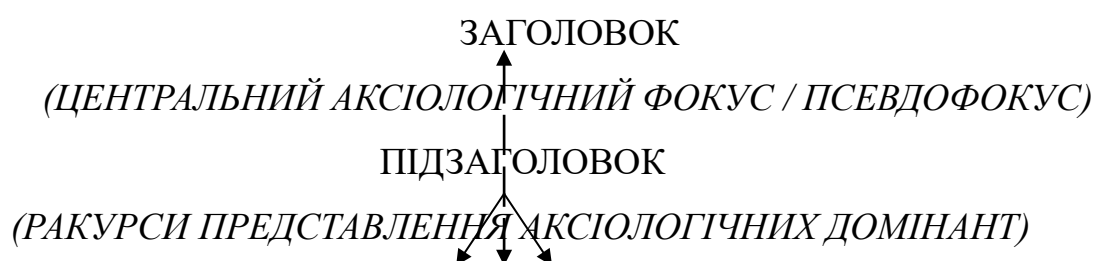 ЗАГОЛОВОК
(ЦЕНТРАЛЬНИЙ АКСІОЛОГІЧНИЙ ФОКУС / ПСЕВДОФОКУС)
ПІДЗАГОЛОВОК
(РАКУРСИ ПРЕДСТАВЛЕННЯ АКСІОЛОГІЧНИХ ДОМІНАНТ)